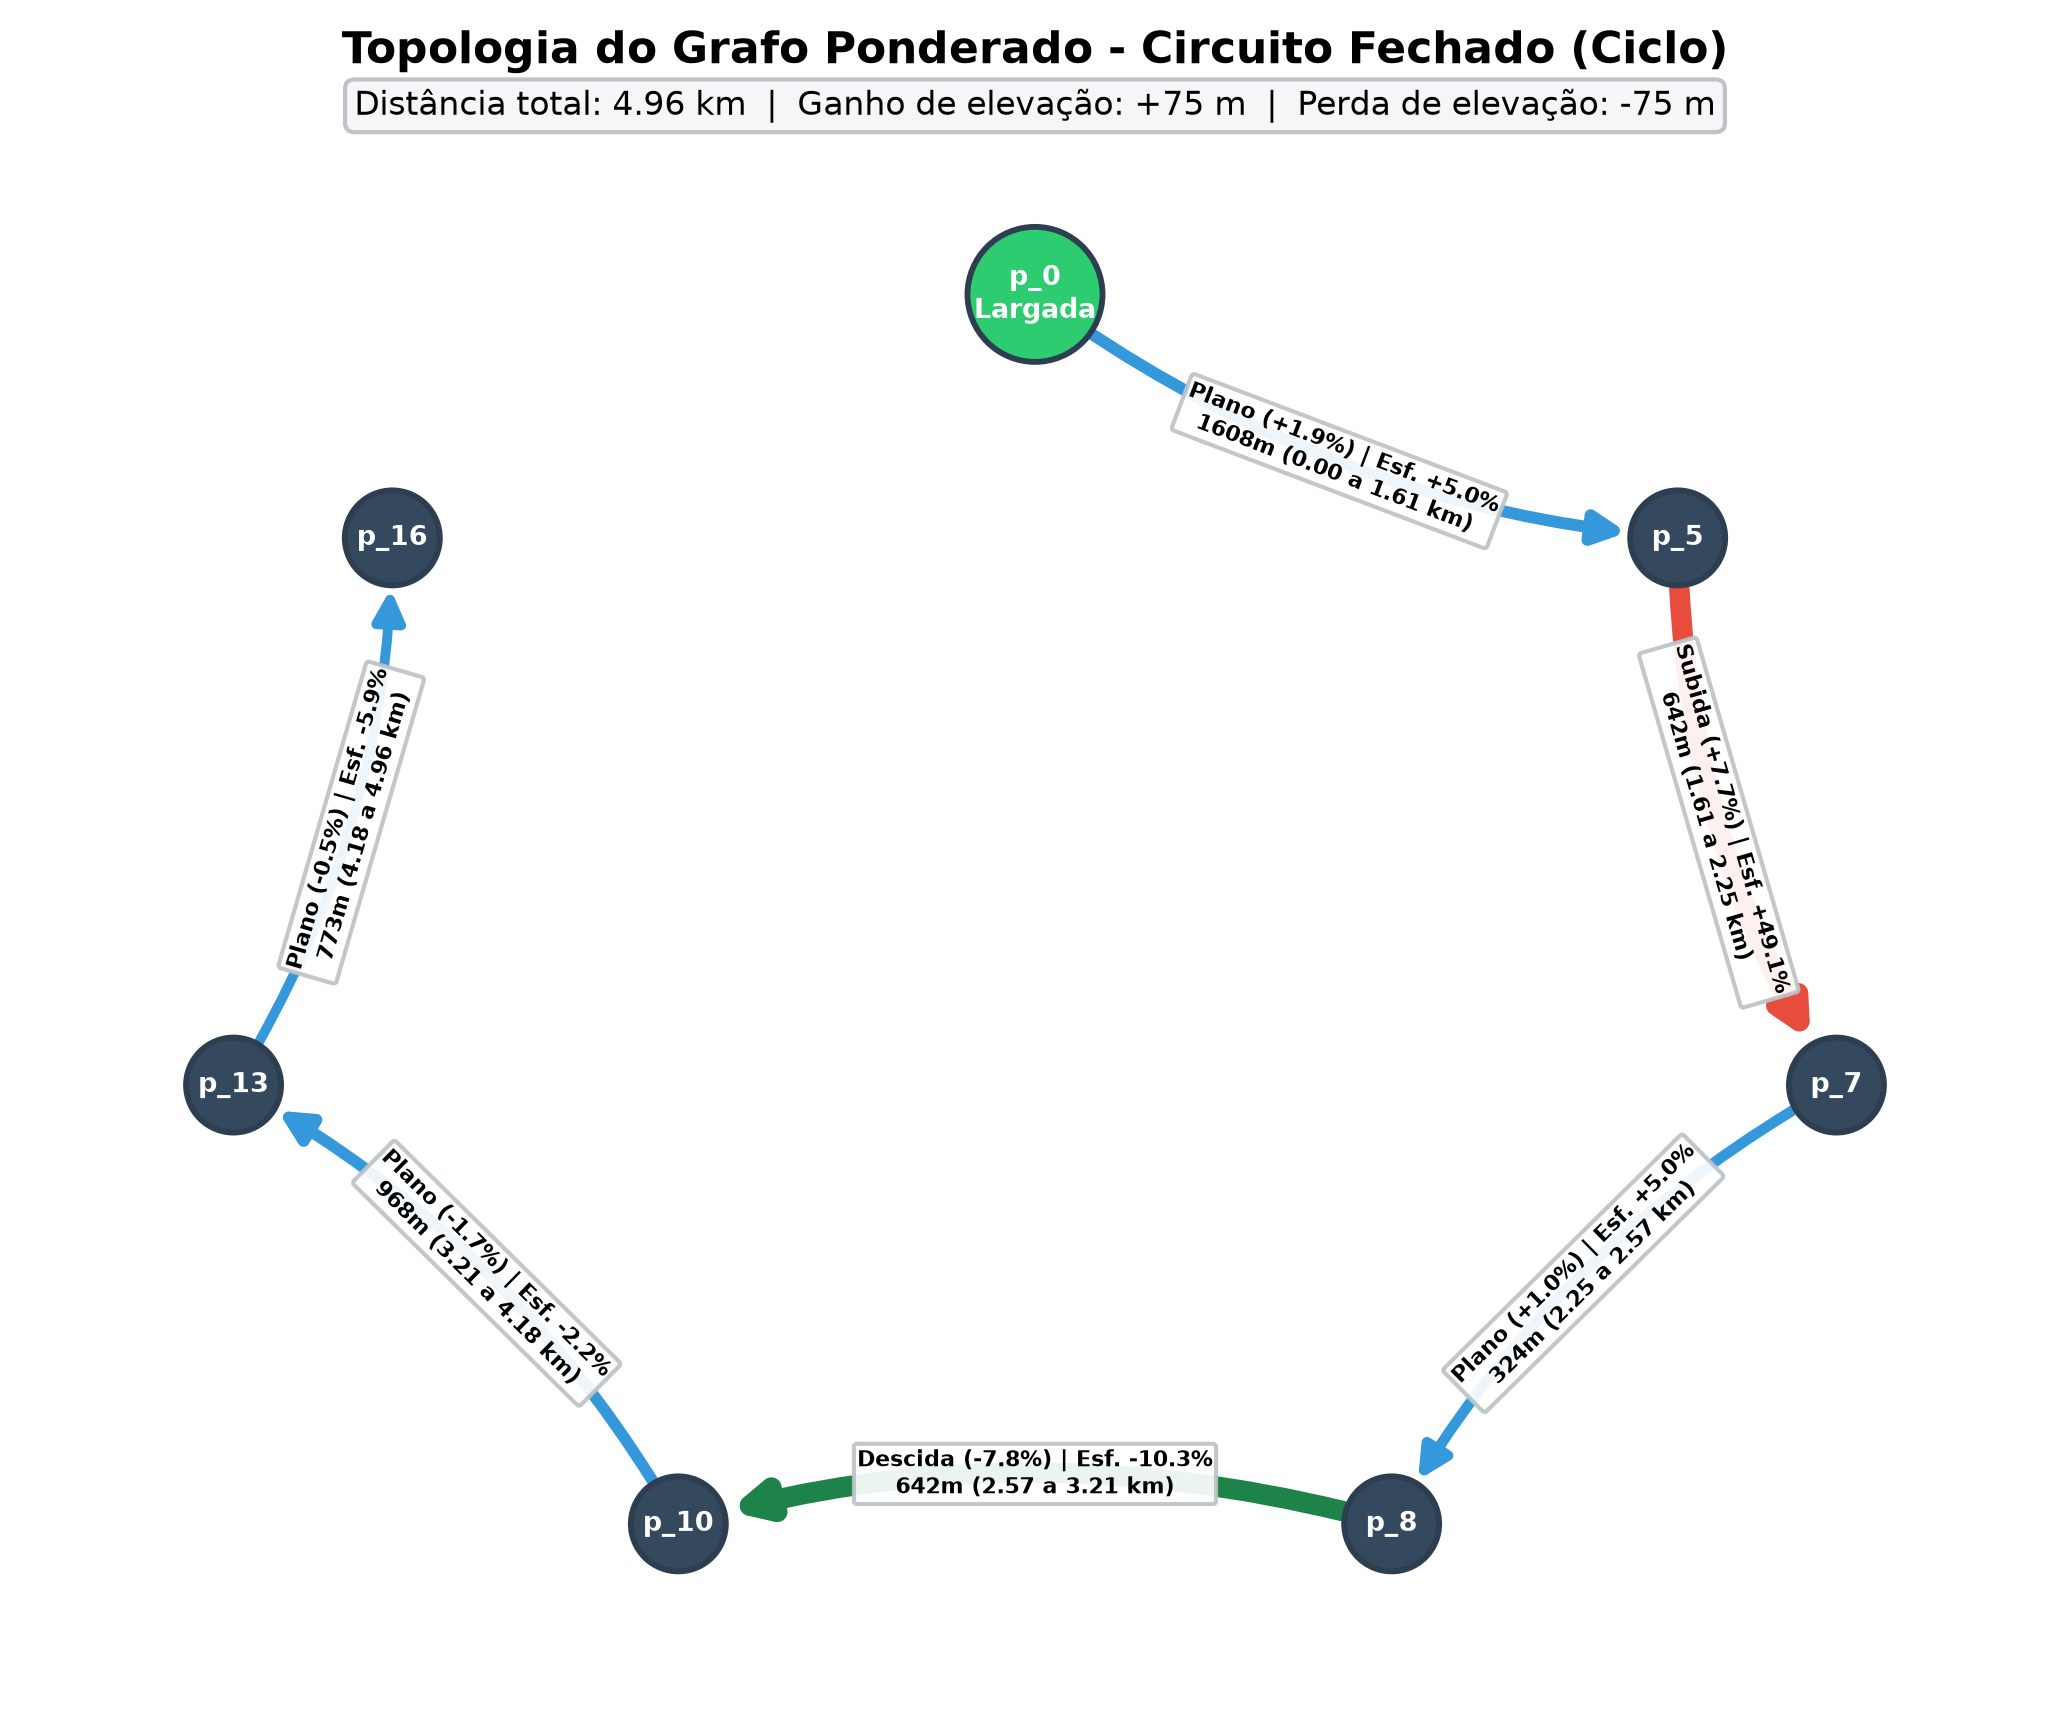 Topologia do Grafo Ponderado - Circuito Fechado (Ciclo)
Distância total: 4.96 km | Ganho de elevação: +75 m | Perda de elevação: -75 m
p_0
Largada
Plano (+1.9%) | Esf. +5.0%
1608m (0.00 a 1.61 km)
p_5
Subida (+7.7%) | Esf. +49.1%
642m (1.61 a 2.25 km)
p_7
Plano (+1.0%) | Esf. +5.0%
324m (2.25 a 2.57 km)
p_8
Descida (-7.8%) | Esf. -10.3%
642m (2.57 a 3.21 km)
p_10
Plano (-1.7%) | Esf. -2.2%
968m (3.21 a 4.18 km)
p_13
Plano (-0.5%) | Esf. -5.9%
773m (4.18 a 4.96 km)
p_16